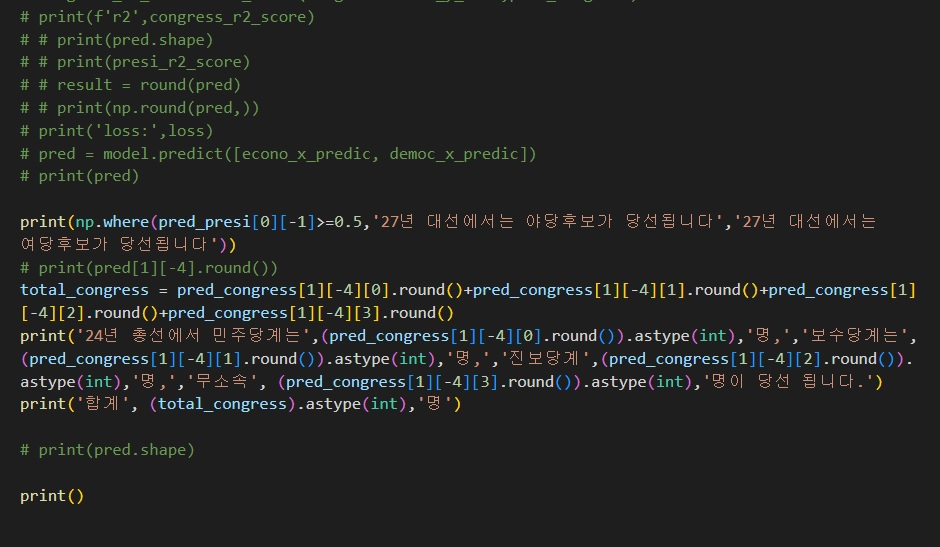 # print(f'r2',congress_r2_score)
# # print(pred.shape)
# # print(presi_r2_score)
# # result = round(pred)
# # print(np.round(pred,))
# print('loss:',loss)
# pred = model.predict([econo_x_predic, democ_x_predic])
# print(pred)
print(np.where(pred_presi[0][-1]>=0.5,'27년 대선에서는 야당후보가 당선됩니다','27년 대선에서는
여당후보가 당선됩니다'))
# print(pred[1][-4].round())
total_congress = pred_congress[1][-4][0].round()+pred_congress[1][-4][1].round()+pred_congress[1]
[-4][2].round()+pred_congress[1][-4][3].round()
print('24년 총선에서 민주당계는',(pred_congress[1][-4][0].round()).astype(int),'명,','보수당계는',
(pred_congress[1][-4][1].round()).astype(int),'명,','진보당계',(pred_congress[1][-4][2].round()).
astype(int),'명,','무소속', (pred_congress[1][-4][3].round()).astype(int),'명이 당선 됩니다.')
print('합계', (total_congress).astype(int),'명')
# print(pred.shape)
print()